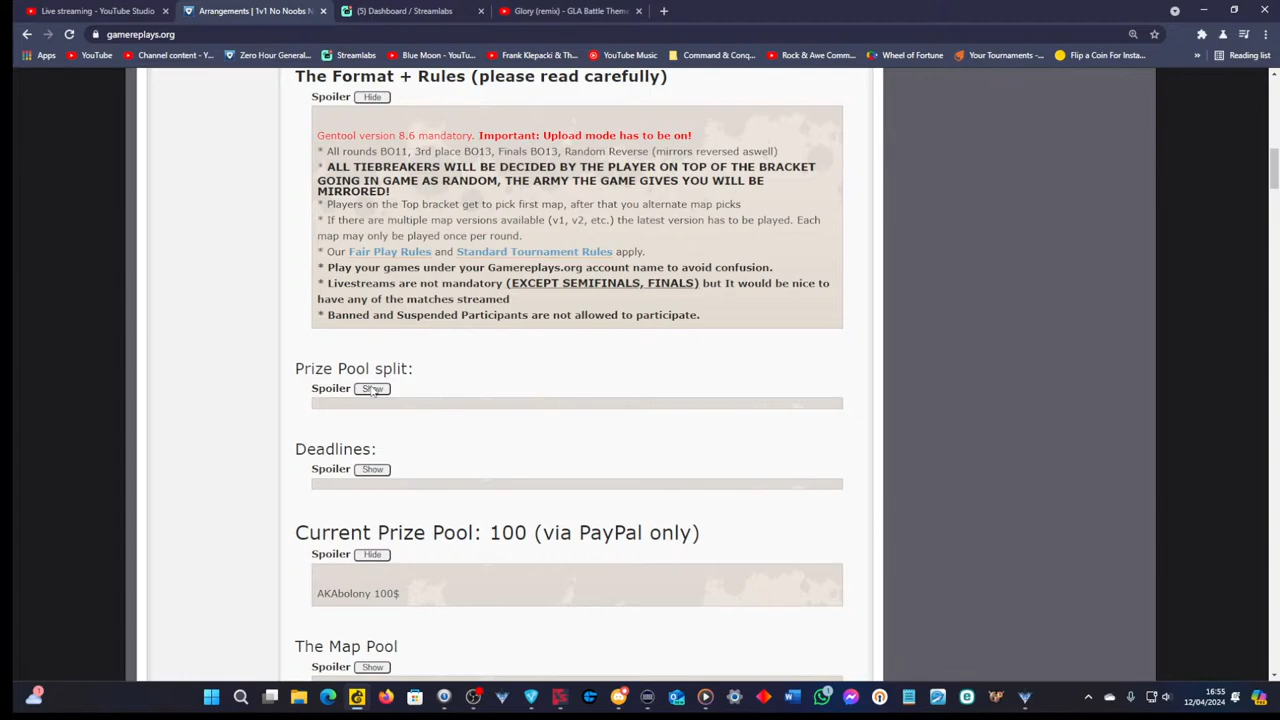 Live streaming - YouTube Studio
Arrangements | 1v1 No Noobs N
(5) Dashboard / Streamlabs
Glory (remix) - GLA Battle Them
gamereplays.org
Apps
YouTube
Channel content - Y...
Zero Hour General...
Streamlabs
Blue Moon - YouTu...
Frank Klepacki & Th...
YouTube Music
Command & Conq...
Rock & Awe Comm...
Wheel of Fortune
Your Tournaments -...
Flip a Coin For Insta...
»
Reading list
The Format + Rules (please read carefully)
Spoiler Hide
Gentool version 8.6 mandatory. Important: Upload mode has to be on!
* All rounds BO11, 3rd place BO13, Finals BO13, Random Reverse (mirrors reversed aswell)
* ALL TIEBREAKERS WILL BE DECIDED BY THE PLAYER ON TOP OF THE BRACKET
GOING IN GAME AS RANDOM, THE ARMY THE GAME GIVES YOU WILL BE
MIRRORED!
* Players on the Top bracket get to pick first map, after that you alternate map picks
* If there are multiple map versions available (v1, v2, etc.) the latest version has to be played. Each
map may only be played once per round.
* Our Fair Play Rules and Standard Tournament Rules apply.
* Play your games under your Gamereplays.org account name to avoid confusion.
* Livestreams are not mandatory (EXCEPT SEMIFINALS, FINALS) but It would be nice to
have any of the matches streamed
* Banned and Suspended Participants are not allowed to participate.
Prize Pool split:
Spoiler Show
Deadlines:
Spoiler Show
Current Prize Pool: 100 (via PayPal only)
Spoiler Hide
AKAbolony 100$
The Map Pool
Spoiler Show
16:55
12/04/2024